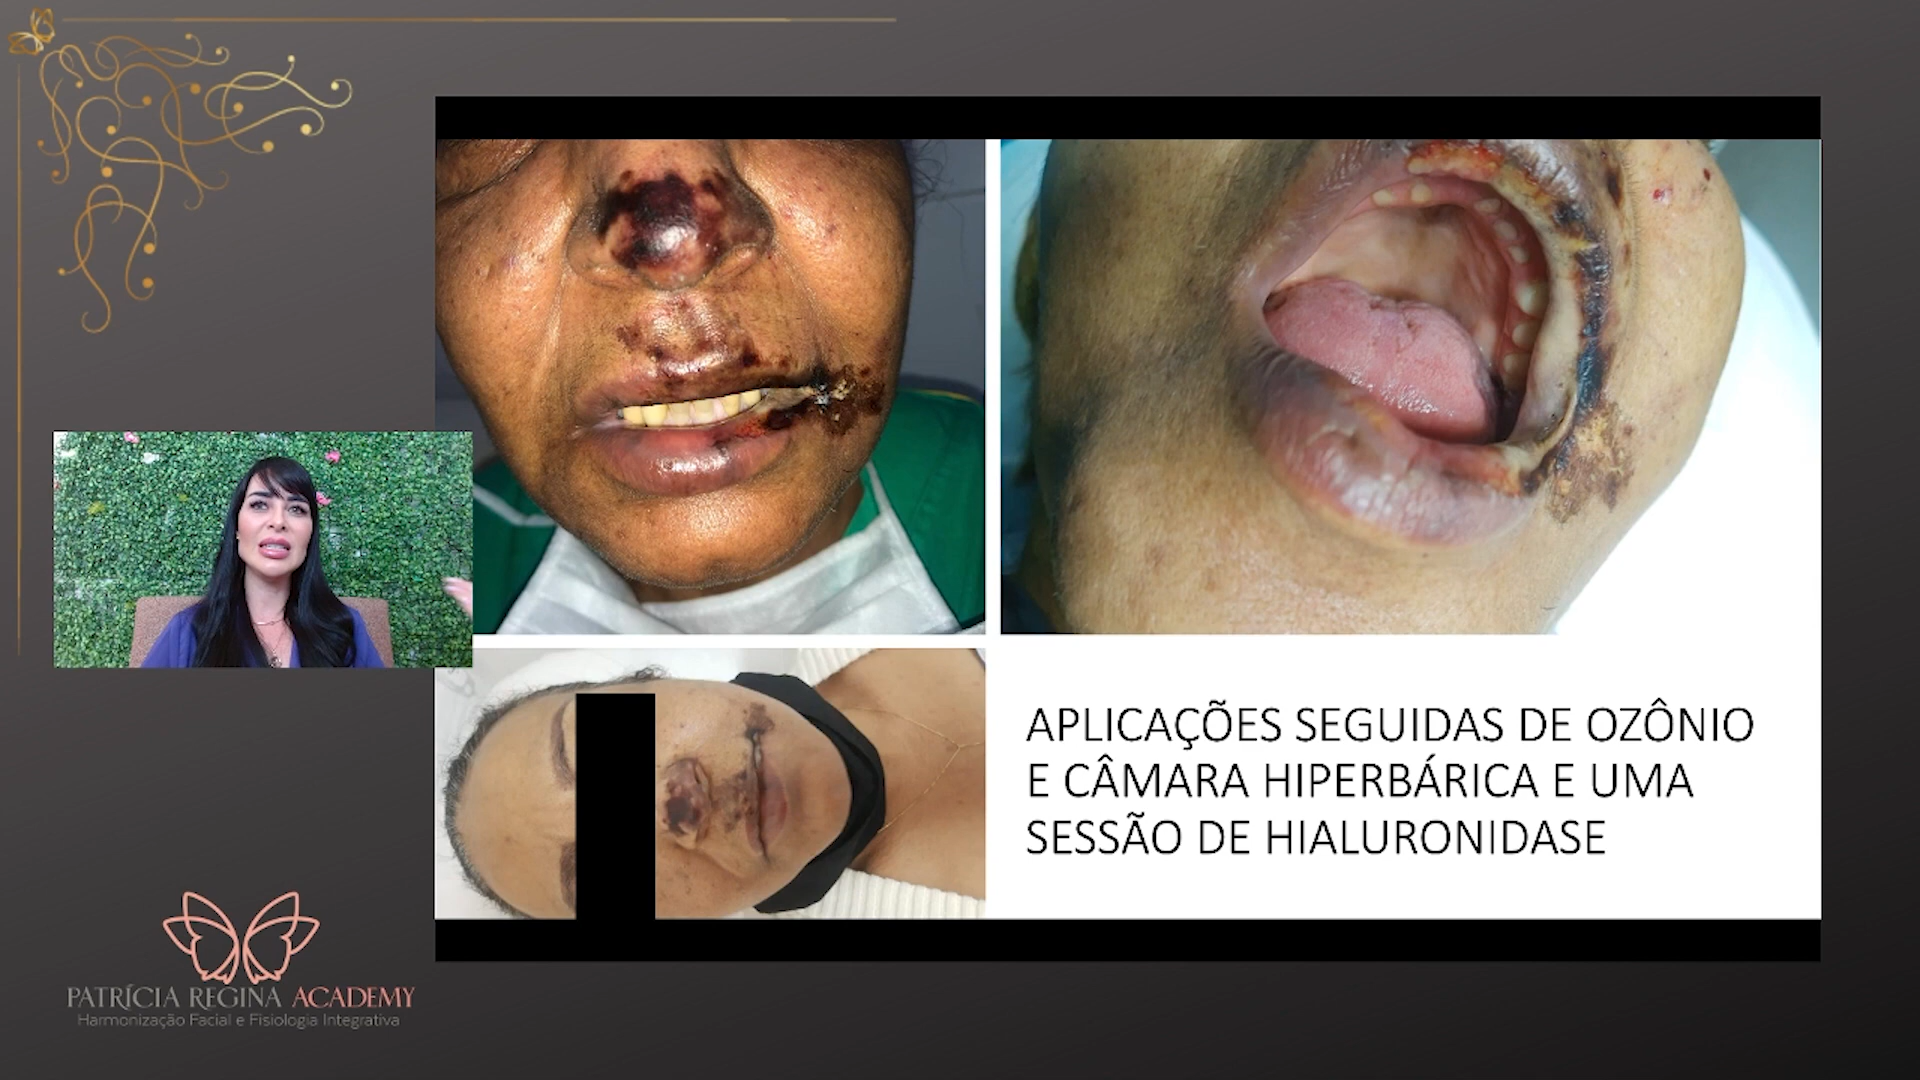 APLICAÇÕES SEGUIDAS DE OZÔNIO
E CÂMARA HIPERBÁRICA E UMA
SESSÃO DE HIALURONIDASE
PATRÍCIA REGINA ACADEMY
Harmonização Facial e Fisiologia Integrativa